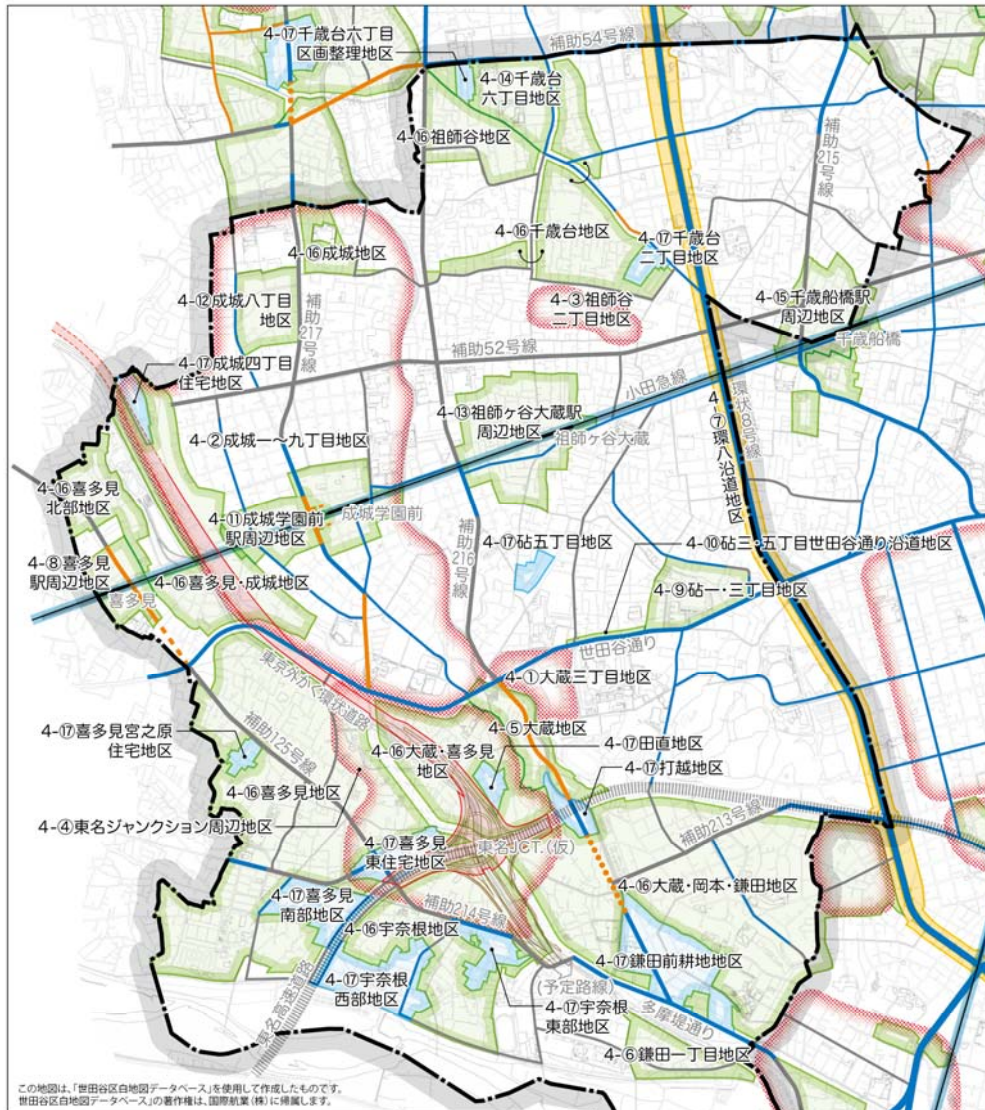 4-⑰千歳台六丁目
区画整理地区
補助54号線
4-⑭千歳台
六丁目地区
補助215号線
4-⑯祖師谷地区
4-⑯千歳台地区
4-⑰千歳台
二丁目地区
4-⑯成城地区
4-⑫成城八丁目
地区
補助217号線
4-③祖師谷
二丁目地区
4-⑮千歳船橋駅
周辺地区
千歳船橋
4-⑰成城四丁目
住宅地区
補助52号線
小田急線
環状8号線
4-⑦環八沿道地区
4-⑬祖師ヶ谷大蔵駅
周辺地区
祖師ヶ谷大蔵
4-②成城一～九丁目地区
4-⑯喜多見
北部地区
4-⑪成城学園前
駅周辺地区
成城学園前
補助216号線
4-⑰砧五丁目地区
4-⑩砧三・五丁目世田谷通り沿道地区
4-⑧喜多見
駅周辺地区
喜多見
4-⑯喜多見・成城地区
4-⑨砧一・三丁目地区
世田谷通り
東京外かく環状道路
4-①大蔵三丁目地区
4-⑤大蔵地区
4-⑰喜多見宮之原
住宅地区
補助125号線
4-⑯大蔵・喜多見
地区
4-⑰田直地区
4-⑰打越地区
4-⑯喜多見地区
4-④東名ジャンクション周辺地区
補助213号線
4-⑰喜多見
東住宅地区
東名JCT.(仮)
4-⑯大蔵・岡本・鎌田地区
4-⑰喜多見
南部地区
補助214号線
4-⑯宇奈根地区
4-⑰鎌田前耕地地区
(予定路線)
4-⑰宇奈根
西部地区
4-⑰宇奈根
東部地区
多摩堤通り
東名高速道路
4-⑥鎌田一丁目地区
この地図は、「世田谷区白地図データベース」を使用して作成したものです。
世田谷区白地図データベース」の著作権は、国際航業(株)に帰属します。